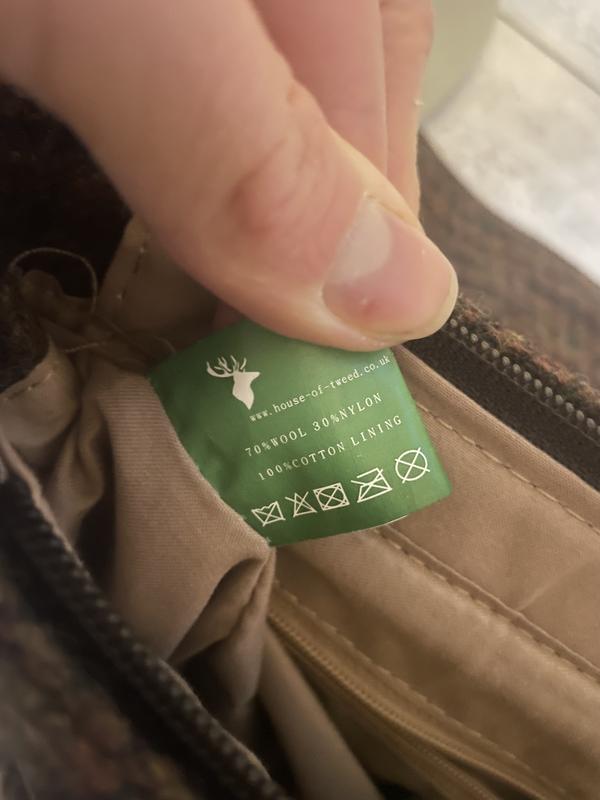 www.house-of-tweed.co.uk
70%WOOL 30%NYLON
100%COTTON LINING